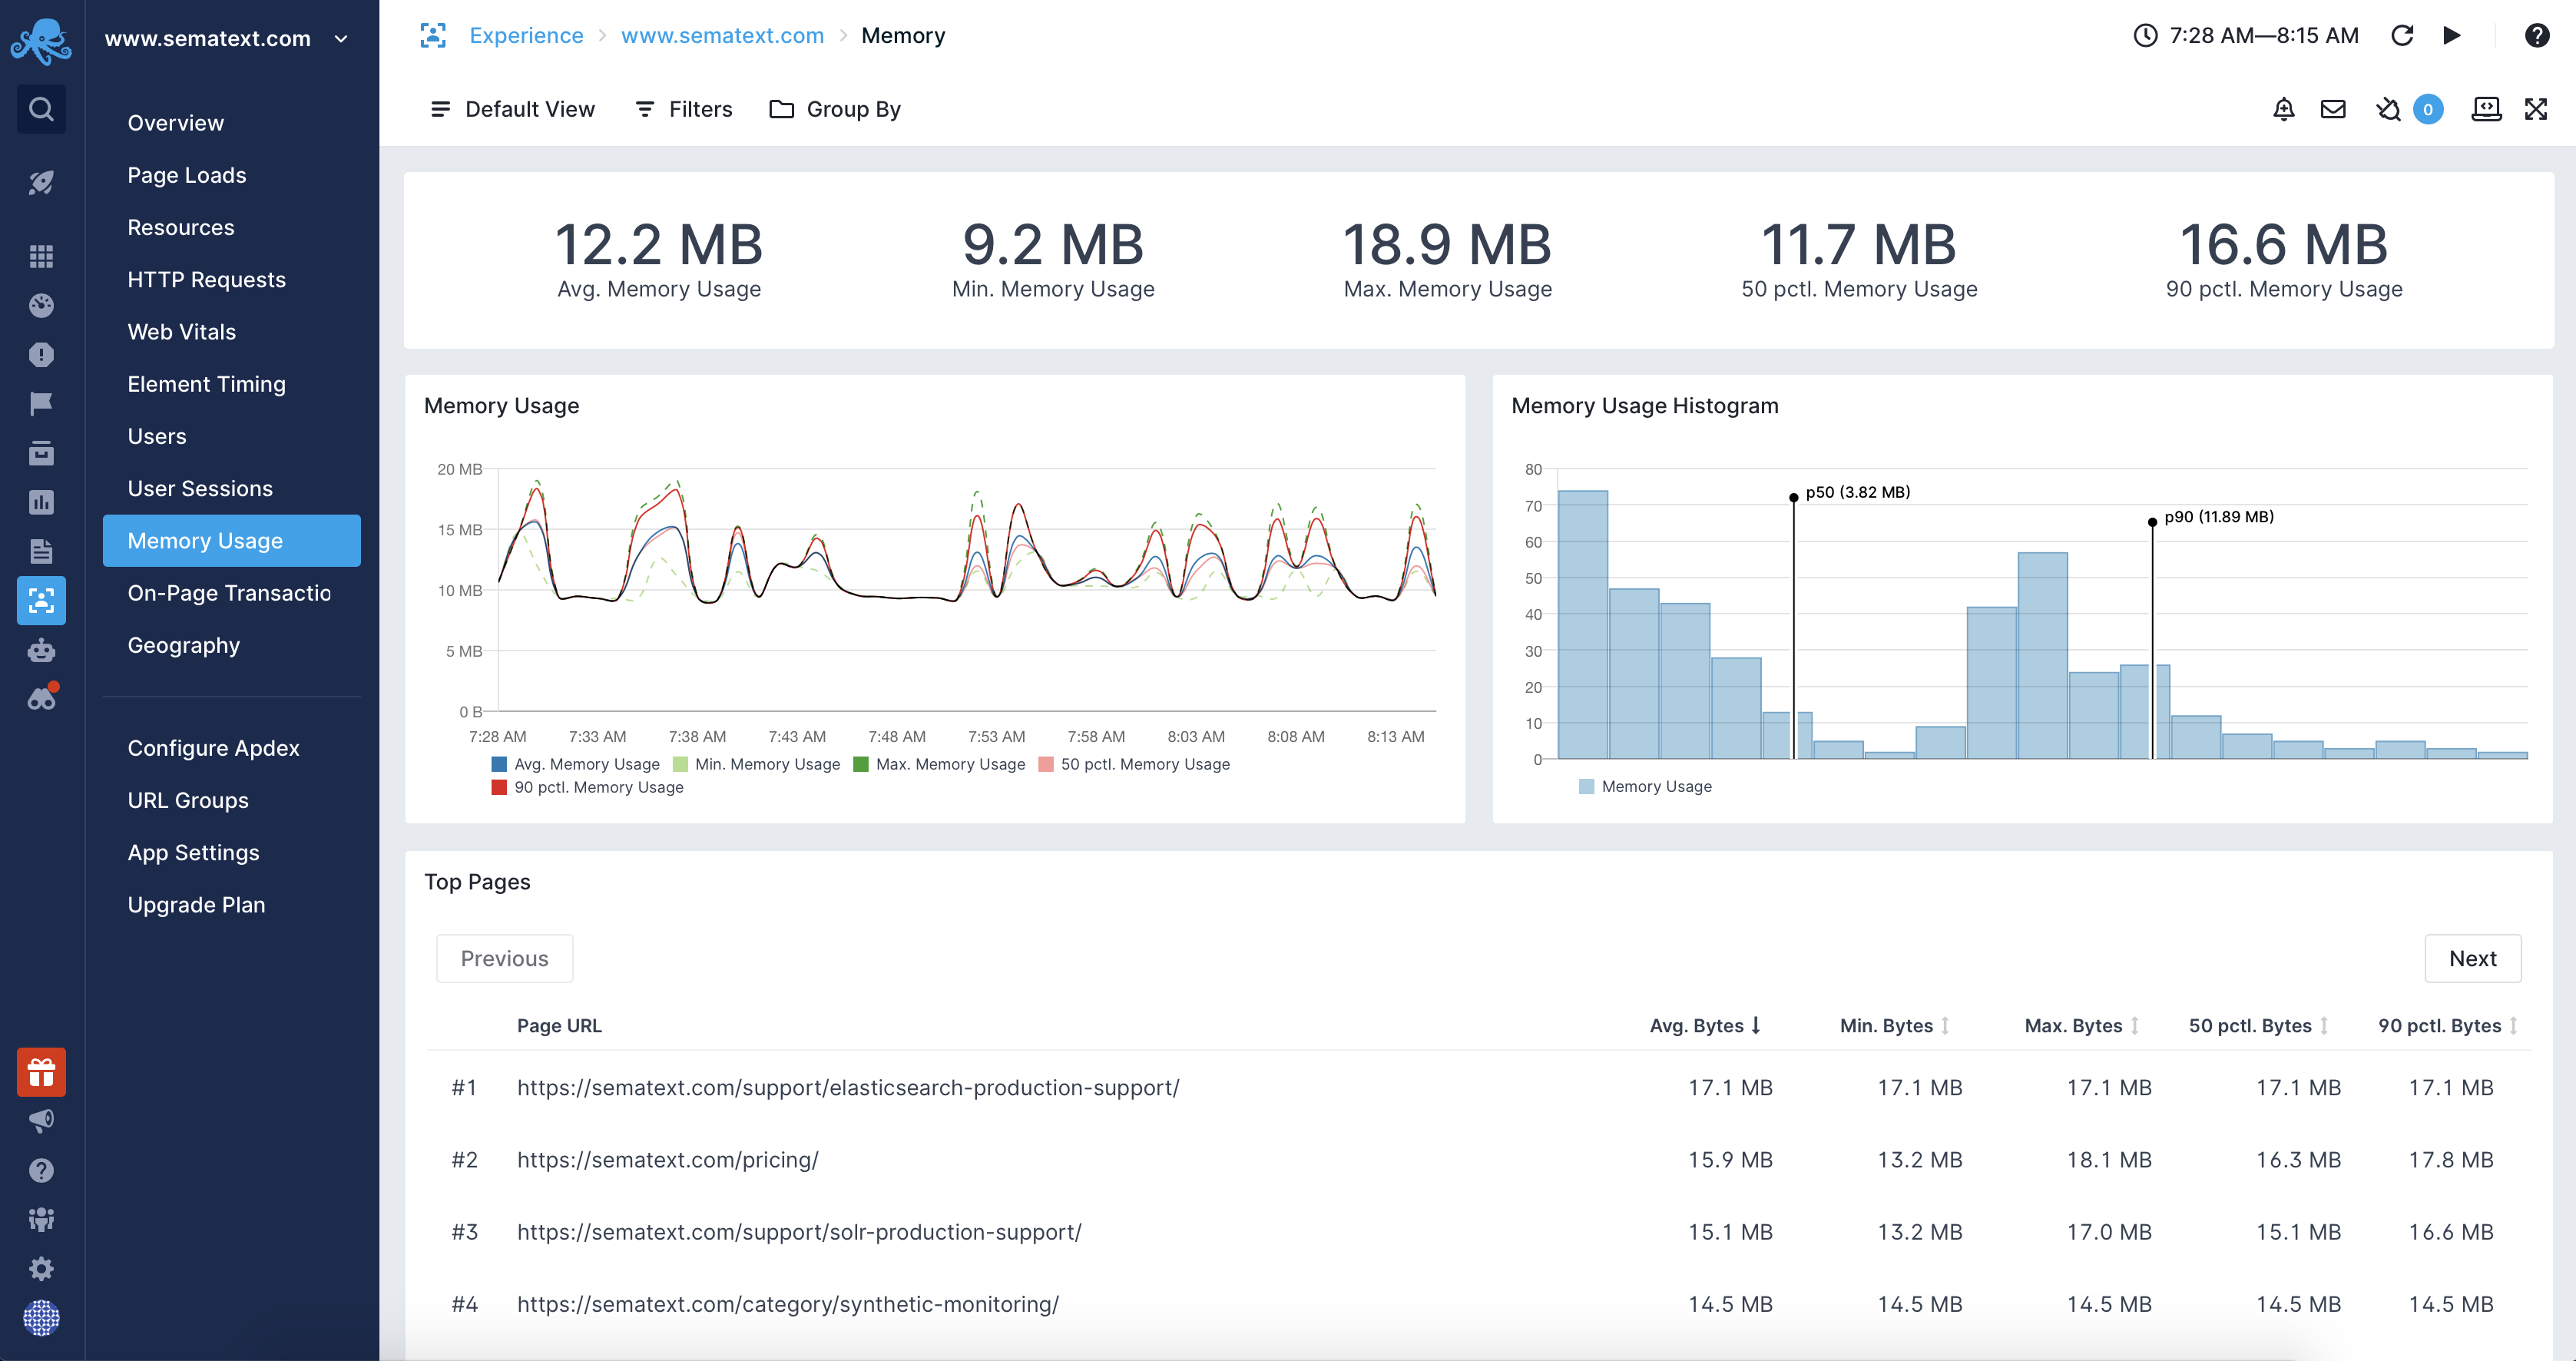 www.sematext.com
Overview
Page Loads
Resources
HTTP Requests
Web Vitals
Element Timing
Users
User Sessions
Memory Usage
On-Page Transactio
Geography
Configure Apdex
URL Groups
App Settings
Upgrade Plan
Experience www.sematext.com Memory
7:28 AM—8:15 AM
Default View Filters Group By
0
12.2 MB 9.2 MB 18.9 MB 11.7 MB 16.6 MB
Avg. Memory Usage Min. Memory Usage Max. Memory Usage 50 pctl. Memory Usage 90 pctl. Memory Usage
Memory Usage
20 MB
15 MB
10 MB
5 MB
0 B
7:28 AM 7:33 AM 7:38 AM 7:43 AM 7:48 AM 7:53 AM 7:58 AM 8:03 AM 8:08 AM 8:13 AM
Avg. Memory Usage Min. Memory Usage Max. Memory Usage 50 pctl. Memory Usage
90 pctl. Memory Usage
Memory Usage Histogram
80
70
60
50
40
30
20
10
0
p50 (3.82 MB)
p90 (11.89 MB)
Memory Usage
Top Pages
Previous Next
Page URL Avg. Bytes Min. Bytes Max. Bytes 50 pctl. Bytes 90 pctl. Bytes
#1 https://sematext.com/support/elasticsearch-production-support/ 17.1 MB 17.1 MB 17.1 MB 17.1 MB 17.1 MB
#2 https://sematext.com/pricing/ 15.9 MB 13.2 MB 18.1 MB 16.3 MB 17.8 MB
#3 https://sematext.com/support/solr-production-support/ 15.1 MB 13.2 MB 17.0 MB 15.1 MB 16.6 MB
#4 https://sematext.com/category/synthetic-monitoring/ 14.5 MB 14.5 MB 14.5 MB 14.5 MB 14.5 MB